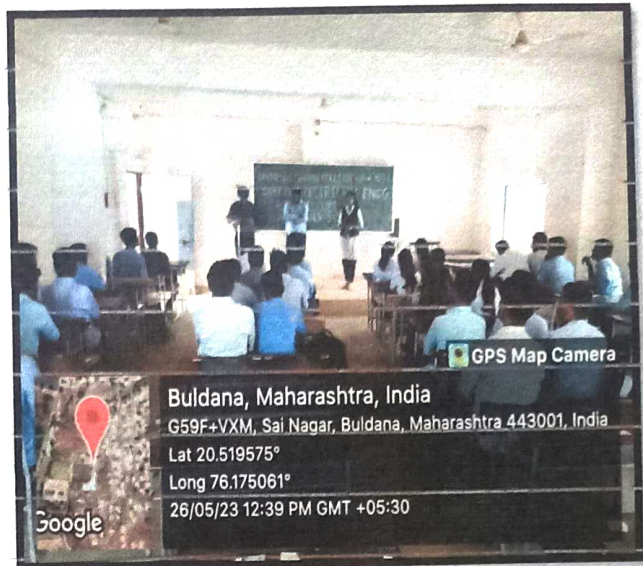 GPS Map Camera
Buldana, Maharashtra, India
G59F+VXM, Sai Nagar, Buldana, Maharashtra 443001, India
Lat 20.519575°
Long 76.175061°
26/05/23 12:39 PM GMT +05:30
Google